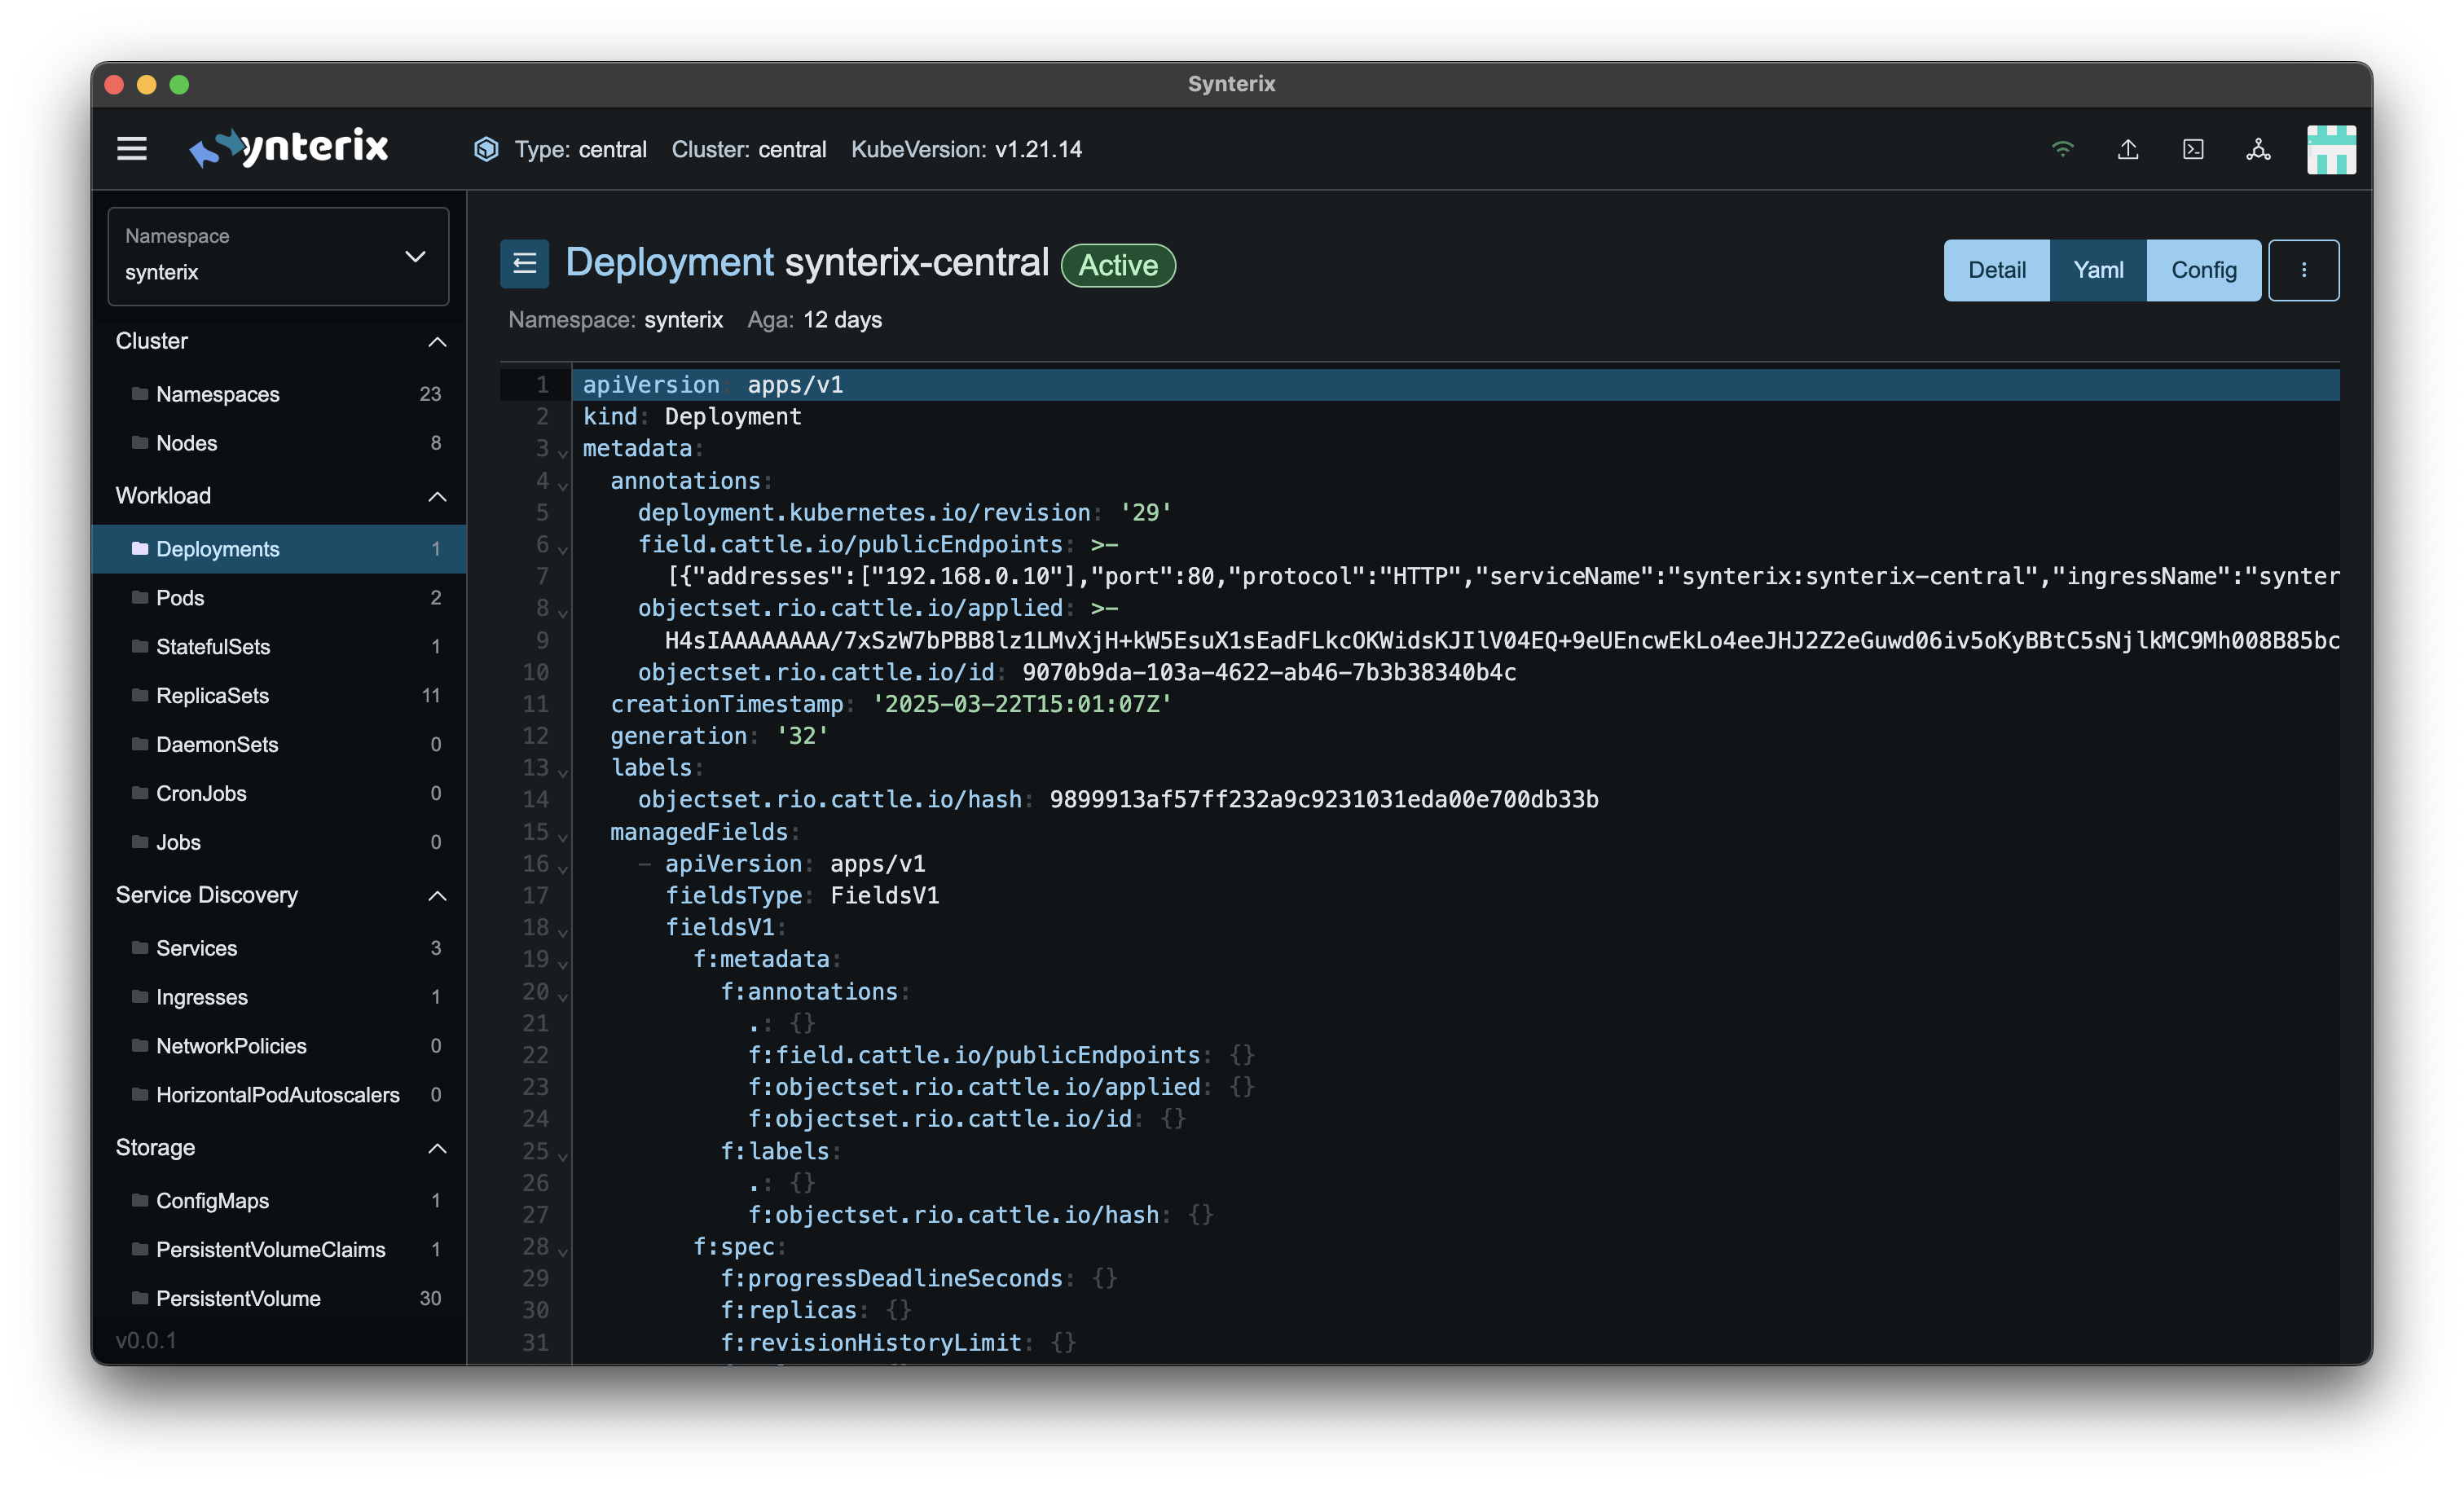 Synterix
Synterix
Type: central Cluster: central KubeVersion: v1.21.14
Namespace
synterix
Cluster
Namespaces 23
Nodes 8
Workload
Deployments 1
Pods 2
StatefulSets 1
ReplicaSets 11
DaemonSets 0
CronJobs 0
Jobs 0
Service Discovery
Services 3
Ingresses 1
NetworkPolicies 0
HorizontalPodAutoscalers 0
Storage
ConfigMaps 1
PersistentVolumeClaims 1
PersistentVolume 30
v0.0.1
Deployment synterix-central Active
Detail Yaml Config
Namespace: synterix Aga: 12 days
1 apiVersion: apps/v1
2 kind: Deployment
3 metadata:
4 annotations:
5 deployment.kubernetes.io/revision: '29'
6 field.cattle.io/publicEndpoints: >-
7 [{"addresses":["192.168.0.10"],"port":80,"protocol":"HTTP","serviceName":"synterix:synterix-central","ingressName":"synter
8 objectset.rio.cattle.io/applied: >-
9 H4sIAAAAAAAA/7xSzW7bPBB8lz1LMvXjH+kW5EsuX1sEadFLkcOKWidsKJIlV04EQ+9eUEncwEkLo4eeJHJ2Z2eGuwd06iv5oKyBBtC5sNjlkMC9Mh008B85bc
10 objectset.rio.cattle.io/id: 9070b9da-103a-4622-ab46-7b3b38340b4c
11 creationTimestamp: '2025-03-22T15:01:07Z'
12 generation: '32'
13 labels:
14 objectset.rio.cattle.io/hash: 9899913af57ff232a9c9231031eda00e700db33b
15 managedFields:
16 - apiVersion: apps/v1
17 fieldsType: FieldsV1
18 fieldsV1:
19 f:metadata:
20 f:annotations:
21 .: {}
22 f:field.cattle.io/publicEndpoints: {}
23 f:objectset.rio.cattle.io/applied: {}
24 f:objectset.rio.cattle.io/id: {}
25 f:labels:
26 .: {}
27 f:objectset.rio.cattle.io/hash: {}
28 f:spec:
29 f:progressDeadlineSeconds: {}
30 f:replicas: {}
31 f:revisionHistoryLimit: {}